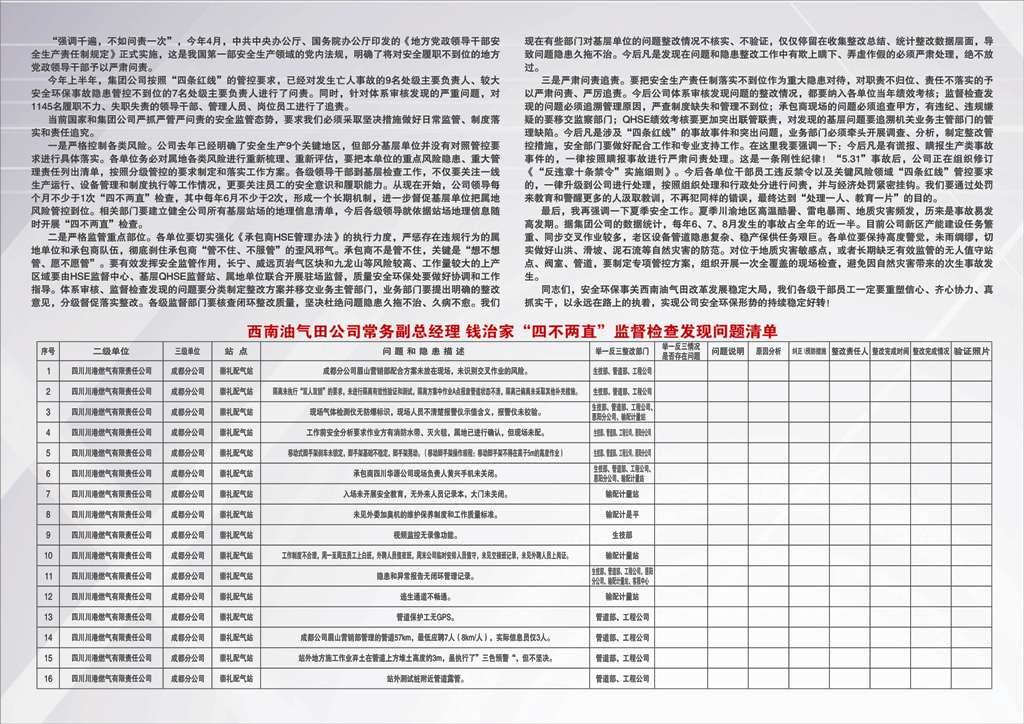 “强调千遍，不如问责一次”，今年4月，中共中央办公厅、国务院办公厅印发的《地方党政领导干部安
全生产责任制规定》正式实施，这是我国第一部安全生产领域的党内法规，明确了将对安全履职不到位的地方
党政领导干部予以严肃问责。
今年上半年，集团公司按照“四条红线”的管控要求，已经对发生亡人事故的9名处级主要负责人、较大
安全环保事故隐患管控不到位的7名处级主要负责人进行了问责。同时，针对体系审核发现的严重问题，对
1145名履职不力、失职失责的领导干部、管理人员、岗位员工进行了追责。
当前国家和集团公司严抓严管严问责的安全监管态势，要求我们必须采取坚决措施做好日常监管、制度落
实和责任追究。
一是严格管控各类风险。公司去年已经明确了安全生产9个关键地区，但部分基层单位并没有对照管控要
求进行具体落实。各单位务必对属地各类风险进行重新梳理、重新评估，要把本单位的重点风险隐患、重大管
理责任列出清单，按照分级管控的要求制定和落实工作方案。各级领导干部到基层检查工作，不仅要关注一线
生产运行、设备管理和制度执行等工作情况，更要关注员工的安全意识和履职能力。从现在开始，公司领导每
个月不少于1次“四不两直”检查，其中每年6月不少于2次，形成一个长期机制，进一步督促基层单位把属地
风险管控到位。相关部门要建立健全公司所有基层站场的地理信息清单，今后各级领导就依据站场地理信息随
时开展“四不两直”检查。
二是严格监管重点部位。各单位要切实强化《承包商HSE管理办法》的执行力度，严惩存在违规行为的属
地单位和承包商队伍，彻底刹住承包商“管不住、不服管”的歪风邪气。承包商不是管不住，关键是“想不想
管、愿不愿管”。要有效发挥安全监管作用，长宁、威远页岩气区块和九龙山等风险较高、工作量较大的上产
区域要由HSE监督中心、基层QHSE监督站、属地单位联合开展驻场监督，质量安全环保处要做好协调和工作
指导。体系审核、监督检查发现的问题要分类制定整改方案并移交业务主管部门，业务部门要提出明确的整改
意见，分级督促落实整改。各级监督部门要核查闭环整改质量，坚决杜绝问题隐患久拖不治、久病不愈。我们
现在有些部门对基层单位的问题整改情况不核实、不验证，仅仅停留在收集整改总结、统计整改数据层面，导
致问题隐患久拖不治。今后凡是发现在问题和隐患整改工作中有欺上瞒下、弄虚作假的必须严肃处理，绝不放
过。
三是严肃问责追责。要把安全生产责任制落实不到位作为重大隐患对待，对职责不归位、责任不落实的予
以严肃问责、严厉追责。今后公司体系审核发现问题的整改情况，都要纳入各单位当年绩效考核；监督检查发
现的问题必须追溯管理原因，严查制度缺失和管理不到位；承包商现场的问题必须追查甲方，有违纪、违规嫌
疑的要移交监察部门；QHSE绩效考核要更加突出联管联责，对发现的基层问题要追溯机关业务主管部门的管
理缺陷。今后凡是涉及“四条红线”的事故事件和突出问题，业务部门必须牵头开展调查、分析，制定整改管
控措施，安全部门要做好配合工作和专业支持工作。在这里我要强调一下：今后凡是有谎报、瞒报生产类事故
事件的，一律按照瞒报事故进行严肃问责处理。这是一条刚性纪律！“5.31”事故后，公司正在组织修订
《“反违章十条禁令”实施细则》。今后各单位干部员工违反禁令以及关键风险领域“四条红线”管控要求
的，一律升级到公司进行处理，按照组织处理和行政处分进行问责，并与经济处罚紧密挂钩。我们要通过处罚
来教育和警醒更多的人汲取教训，不再犯同样的错误，最终达到“处理一人、教育一片”的目的。
最后，我再强调一下夏季安全工作。夏季川渝地区高温酷暑、雷电暴雨、地质灾害频发，历来是事故易发
高发期。据集团公司的数据统计，每年6、7、8月发生的事故占全年的近一半。目前公司新区产能建设任务繁
重、同步交叉作业较多，老区设备管道隐患复杂、稳产保供任务艰巨。各单位要保持高度警觉，未雨绸缪，切
实做好山洪、滑坡、泥石流等自然灾害的防范。对位于地质灾害敏感点，或者长期缺乏有效监管的无人值守站
点、阀室、管道，要制定专项管控方案，组织开展一次全覆盖的现场检查，避免因自然灾害带来的次生事故发
生。
同志们，安全环保事关西南油气田改革发展稳定大局，我们各级干部员工一定要重塑信心、齐心协力、真
抓实干，以永远在路上的执着，实现公司安全环保形势的持续稳定好转！
西南油气田公司常务副总经理 钱治家“四不两直”监督检查发现问题清单
序号 二级单位 三级单位 站 点 问题和隐患描述 举一反三整改部门 举一反三情况是否存在问题 问题说明 原因分析 纠正\预防措施 整改责任人 整改完成时间 整改完成情况 验证照片
1 四川川港燃气有限责任公司 成都分公司 崇礼配气站 成都分公司眉山营销部配合方案未放在现场，未识别交叉作业的风险。 生技部、管道部、工程公司
2 四川川港燃气有限责任公司 成都分公司 崇礼配气站 隔离未执行“双人双锁”的要求，未进行隔离有效性验证和测试，隔离方案中作业A点报废管道状态不清，隔离已偏离未采取其他补充措施。 生技部、管道部、工程公司
3 四川川港燃气有限责任公司 成都分公司 崇礼配气站 现场气体检测仪无防爆标识，现场人员不清楚报警仪示值含义，报警仪未校验。 生技部、管道部、工程公司、思阳分公司、输配计量站
4 四川川港燃气有限责任公司 成都分公司 崇礼配气站 工作前安全分析要求作业方有消防水带、灭火毯，属地已进行确认，但现场未配。 生技部、管道部、工程公司、思阳分公司
5 四川川港燃气有限责任公司 成都分公司 崇礼配气站 移动式脚手架刹车未锁定，脚手架基础不稳定，脚手架晃动。（移动脚手架操作规程：移动脚手架不得在高于5m的高度作业） 生技部、管道部、工程公司、思阳分公司
6 四川川港燃气有限责任公司 成都分公司 崇礼配气站 承包商四川华源公司现场负责人黄兴手机未关闭。 生技部、管道部、工程公司、思阳分公司、输配计量站
7 四川川港燃气有限责任公司 成都分公司 崇礼配气站 入场未开展安全教育，无外来人员记录本，大门未关闭。 输配计量站
8 四川川港燃气有限责任公司 成都分公司 崇礼配气站 未见外委加臭机的维护保养制度和工作质量标准。 输配计量平
9 四川川港燃气有限责任公司 成都分公司 崇礼配气站 视频监控无录像功能。 生技部
10 四川川港燃气有限责任公司 成都分公司 崇礼配气站 工作制度不合理，周一至周五员工上白班，外聘人员值夜班，周末公司临时安排人员值守，未见交接班记录，未见外聘人员上岗证。 输配计量站
11 四川川港燃气有限责任公司 成都分公司 崇礼配气站 隐患和异常报告无闭环管理记录。 生技部、管道部、工程公司、思阳分公司、输配计量站、客服中心
12 四川川港燃气有限责任公司 成都分公司 崇礼配气站 逃生通道不畅通。 输配计量站
13 四川川港燃气有限责任公司 成都分公司 崇礼配气站 管道保护工无GPS。 管道部、工程公司
14 四川川港燃气有限责任公司 成都分公司 崇礼配气站 成都分公司眉山营销部管理的管道57km，最低应聘7人（8km/人），实际信息员仅3人。 管道部、工程公司
15 四川川港燃气有限责任公司 成都分公司 崇礼配气站 站外地方施工作业弃土在管道上方堆土高度约3m，虽执行了”三色预警“，但不坚决。 管道部、工程公司
16 四川川港燃气有限责任公司 成都分公司 崇礼配气站 站外测试桩附近管道露管。 管道部、工程公司